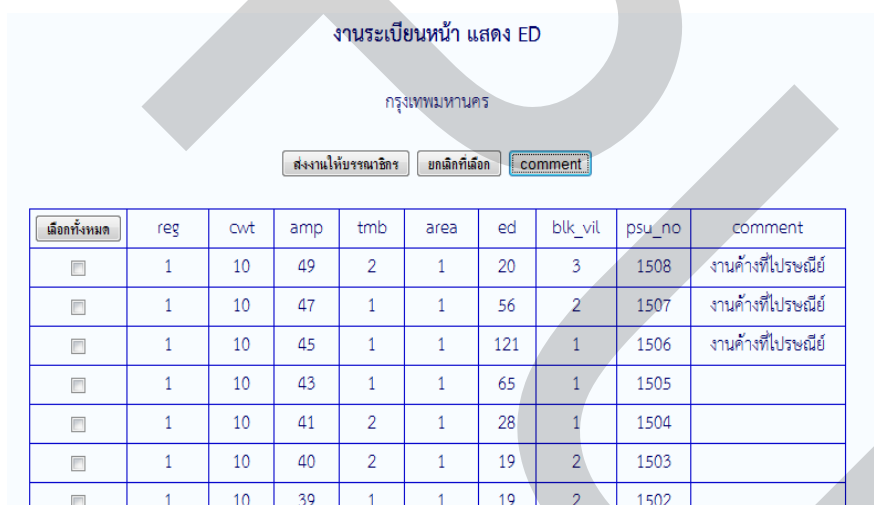 งานระเบียนหน้า แสดง ED
กรุงเทพมหานคร
ส่งงานให้บรรณาธิกร ยกเลิกที่เลือก comment
เลือกทั้งหมด reg cwt amp tmb area ed blk_vil psu_no comment
1 10 49 2 1 20 3 1508 งานค้างที่ไปรษณีย์
1 10 47 1 1 56 2 1507 งานค้างที่ไปรษณีย์
1 10 45 1 1 121 1 1506 งานค้างที่ไปรษณีย์
1 10 43 1 1 65 1 1505
1 10 41 2 1 28 1 1504
1 10 40 2 1 19 2 1503
1 10 39 1 1 19 2 1502